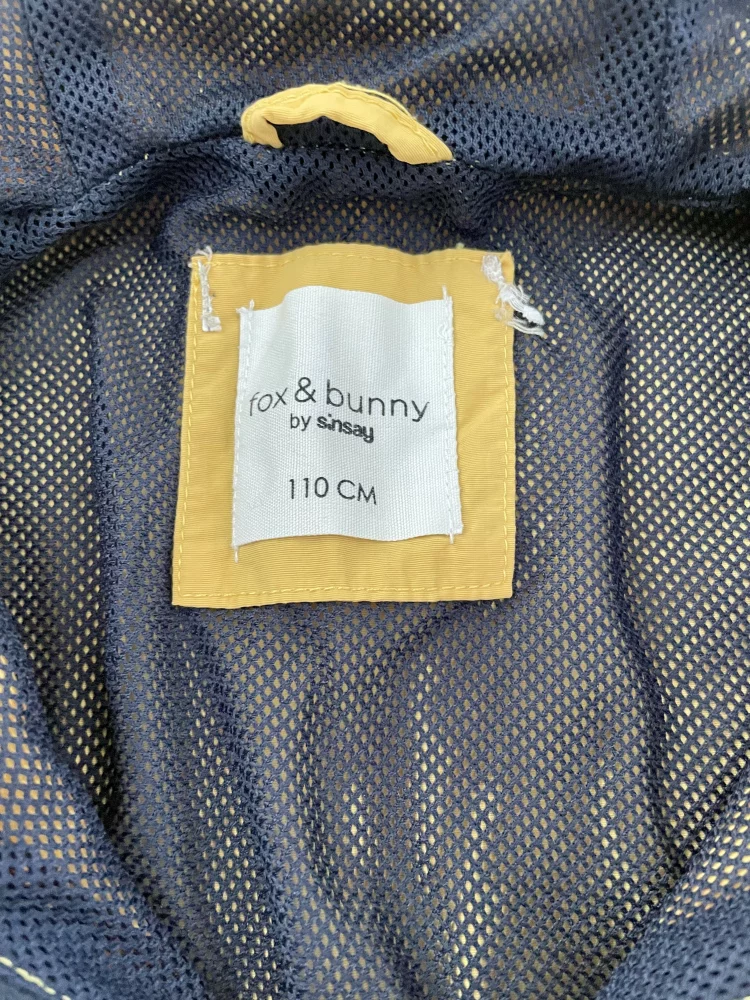 fox & bunny
by sinsay
110 CM